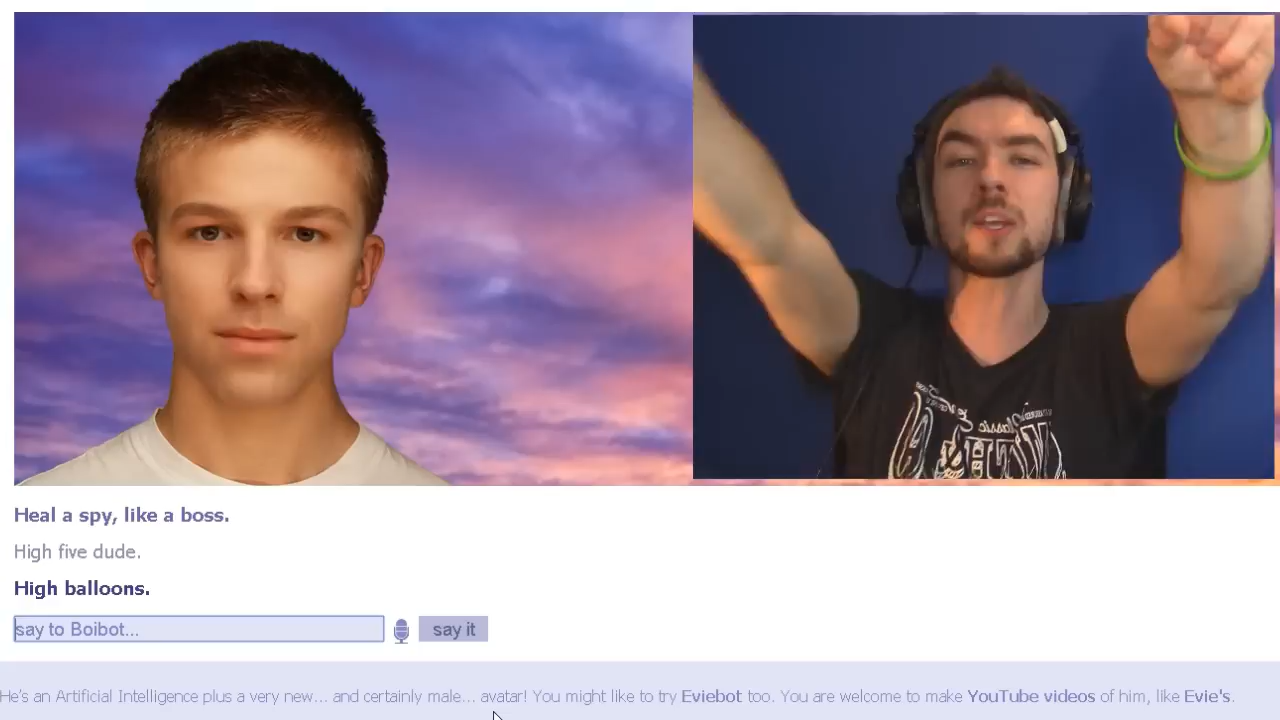 Heal a spy, like a boss.
High five dude.
High balloons.
say to Boibot...
say it
He's an Artificial Intelligence plus a very new... and certainly male... avatar! You might like to try Eviebot too. You are welcome to make YouTube videos of him, like Evie's.